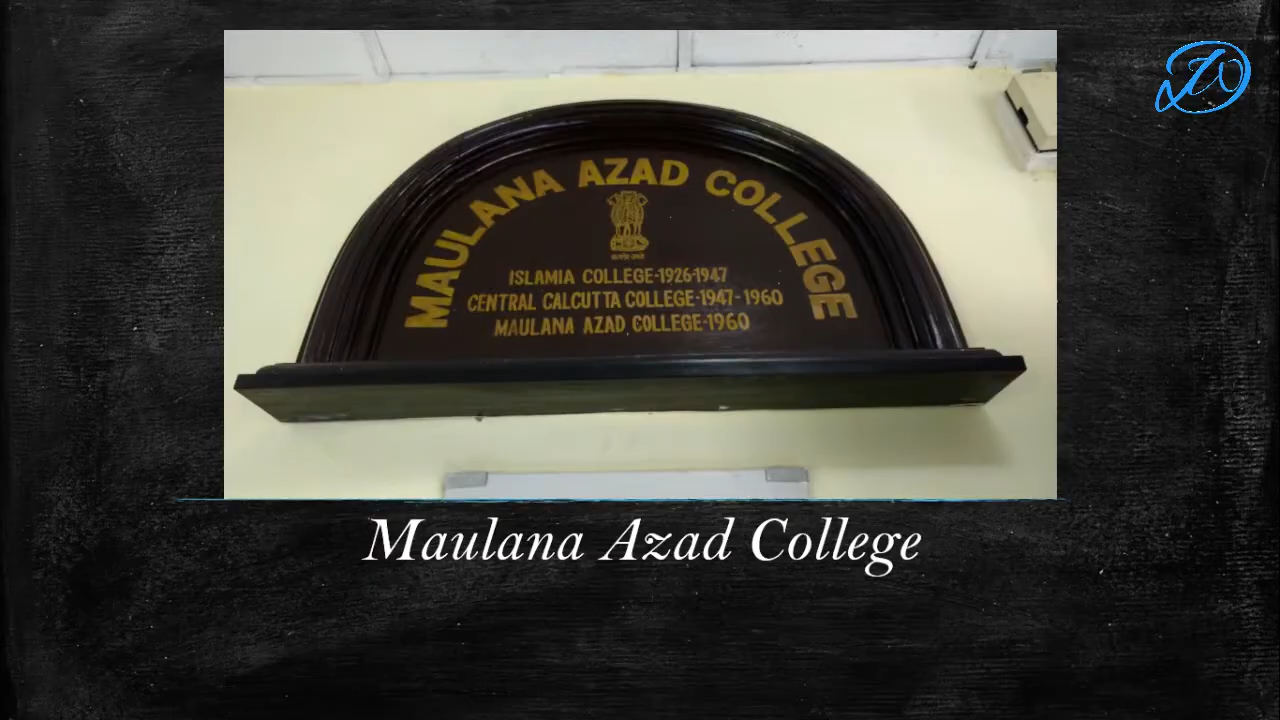 MAULANA AZAD COLLEGE
ISLAMIA COLLEGE-1926-1947
CENTRAL CALCUTTA COLLEGE-1947-1960
MAULANA AZAD COLLEGE-1960
Maulana Azad College